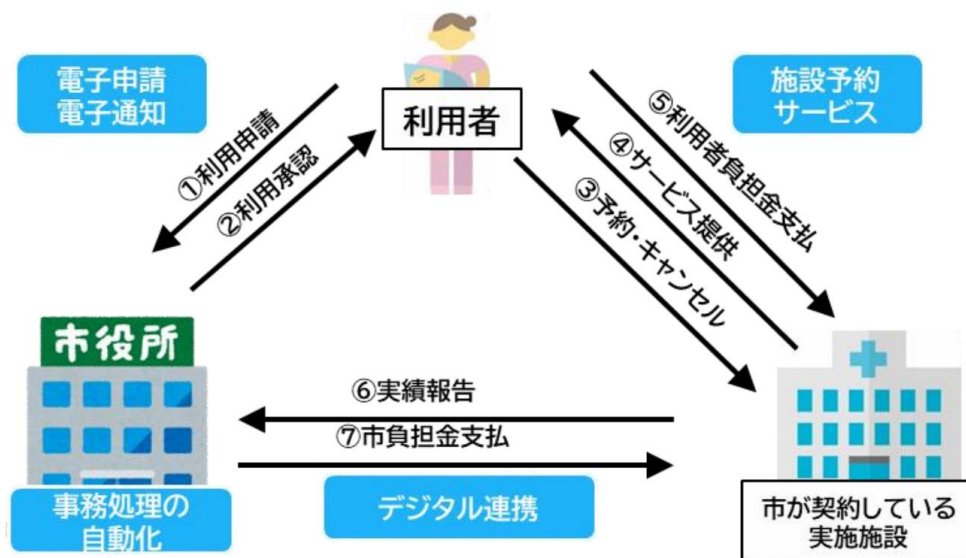 電子申請
電子通知
利用者
施設予約
サービス
①利用申請
②利用承認
⑤利用者負担金支払
④サービス提供
③予約・キャンセル
市役所
⑥実績報告
⑦市負担金支払
事務処理の
自動化
デジタル連携
市が契約している
実施施設